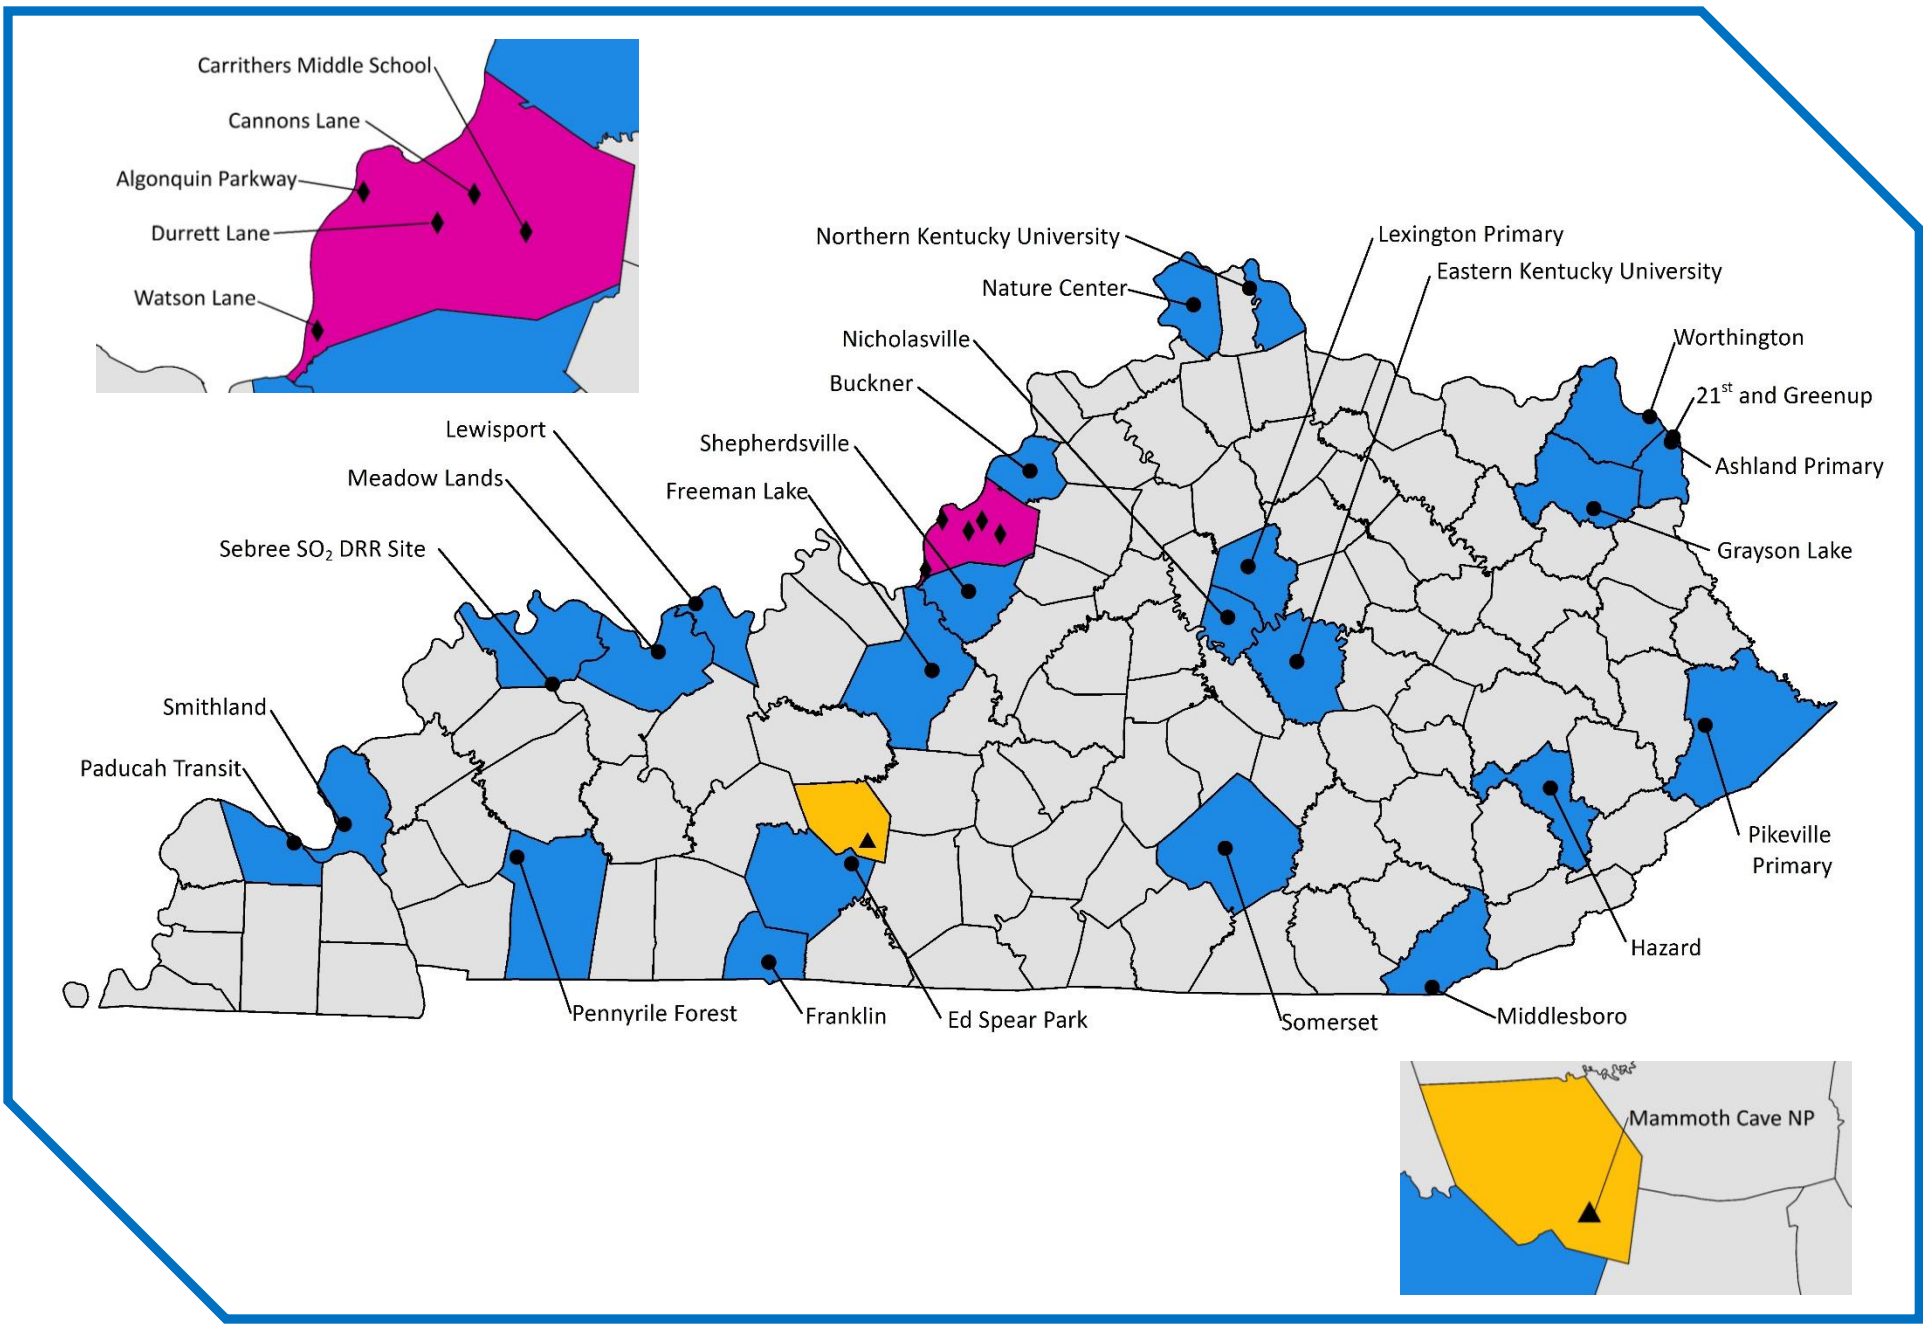 Carrithers Middle School
Cannons Lane
Algonquin Parkway
Durrett Lane
Watson Lane
Northern Kentucky University
Nature Center
Lexington Primary
Eastern Kentucky University
Nicholasville
Buckner
Worthington
21st and Greenup
Ashland Primary
Grayson Lake
Lewisport
Shepherdsville
Meadow Lands
Freeman Lake
Sebree SO₂ DRR Site
Smithland
Paducah Transit
Pikeville
Primary
Hazard
Pennyrile Forest
Franklin
Ed Spear Park
Somerset
Middlesboro
Mammoth Cave NP